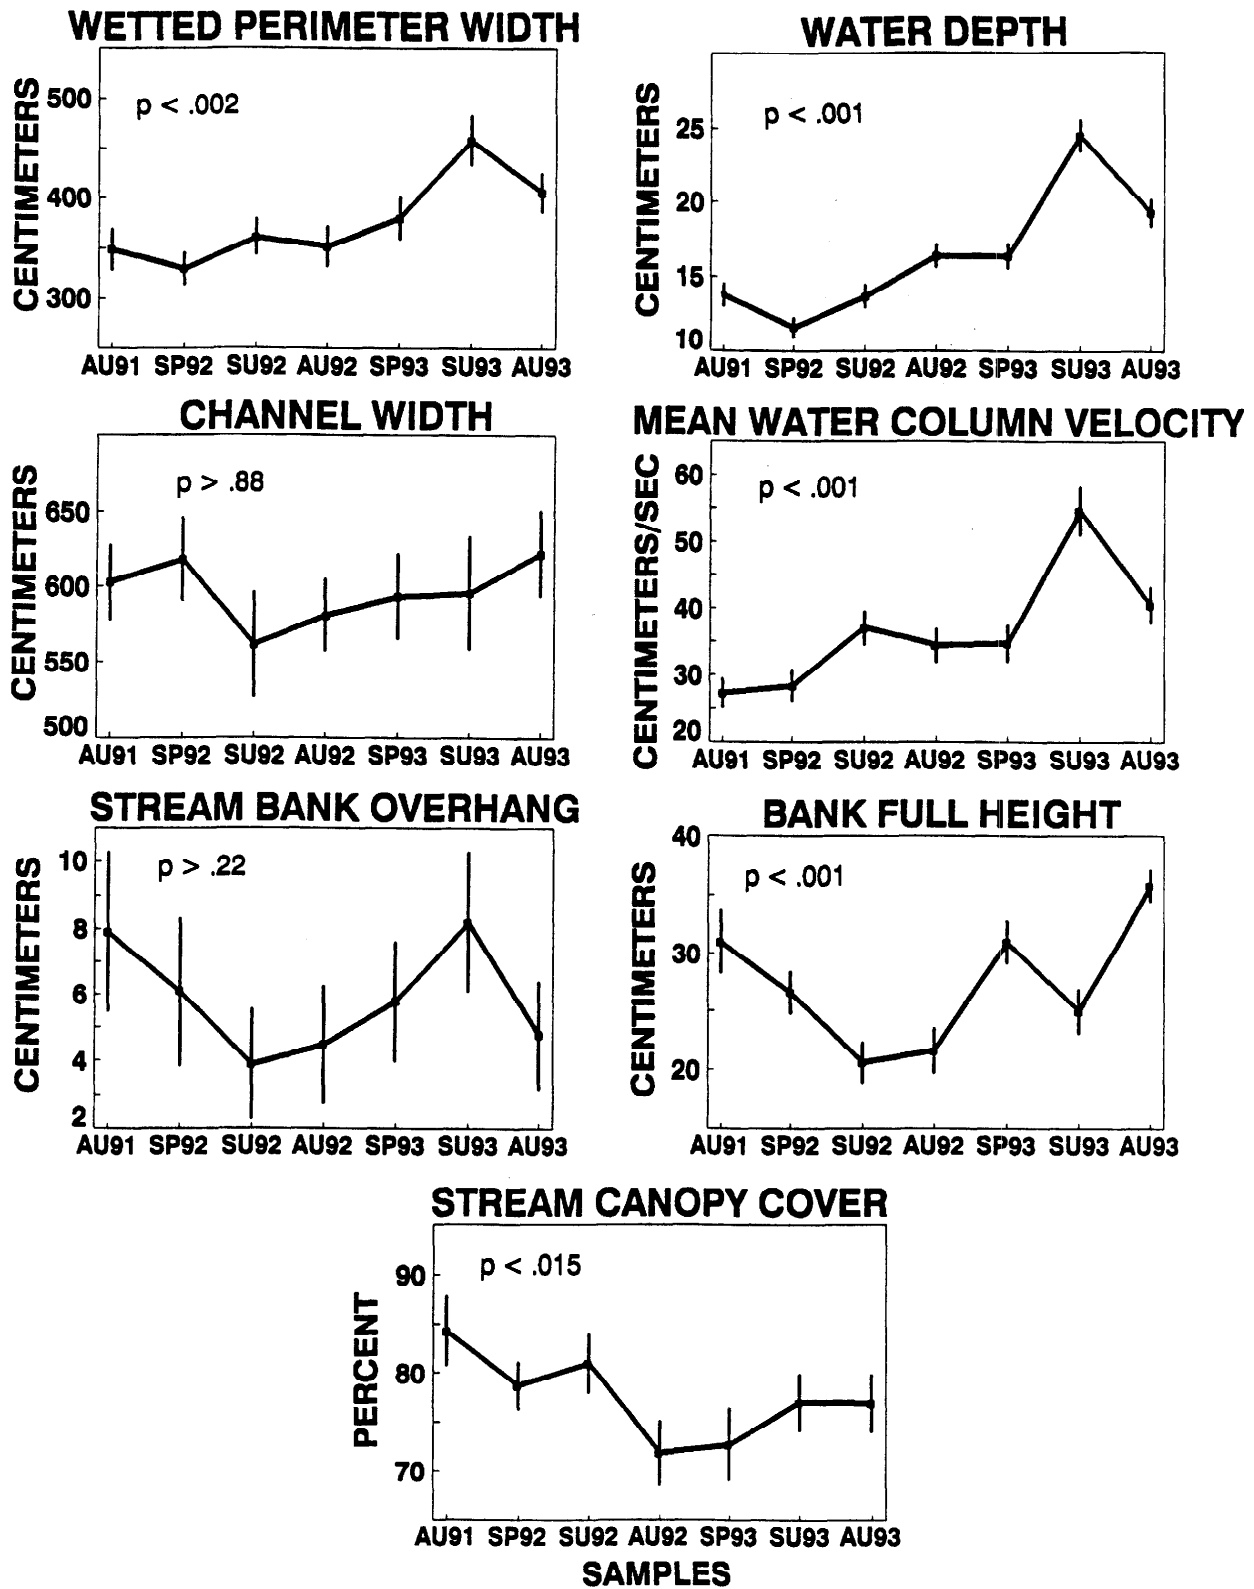 WETTED PERIMETER WIDTH
CENTIMETERS
p < .002
500
400
300
AU91 SP92 SU92 AU92 SP93 SU93 AU93
WATER DEPTH
CENTIMETERS
p < .001
25
20
15
10
AU91 SP92 SU92 AU92 SP93 SU93 AU93
CHANNEL WIDTH
CENTIMETERS
p > .88
650
600
550
500
AU91 SP92 SU92 AU92 SP93 SU93 AU93
MEAN WATER COLUMN VELOCITY
CENTIMETERS/SEC
p < .001
60
50
40
30
20
AU91 SP92 SU92 AU92 SP93 SU93 AU93
STREAM BANK OVERHANG
CENTIMETERS
p > .22
10
8
6
4
2
AU91 SP92 SU92 AU92 SP93 SU93 AU93
BANK FULL HEIGHT
CENTIMETERS
p < .001
40
30
20
AU91 SP92 SU92 AU92 SP93 SU93 AU93
STREAM CANOPY COVER
PERCENT
p < .015
90
80
70
AU91 SP92 SU92 AU92 SP93 SU93 AU93
SAMPLES